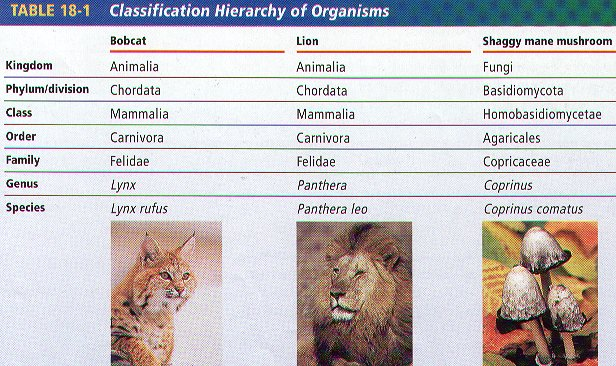 TABLE 18-1 Classification Hierarchy of Organisms
Bobcat Lion Shaggy mane mushroom
Kingdom Animalia Animalia Fungi
Phylum/division Chordata Chordata Basidiomycota
Class Mammalia Mammalia Homobasidiomycetae
Order Carnivora Carnivora Agaricales
Family Felidae Felidae Copricaceae
Genus Lynx Panthera Coprinus
Species Lynx rufus Panthera leo Coprinus comatus